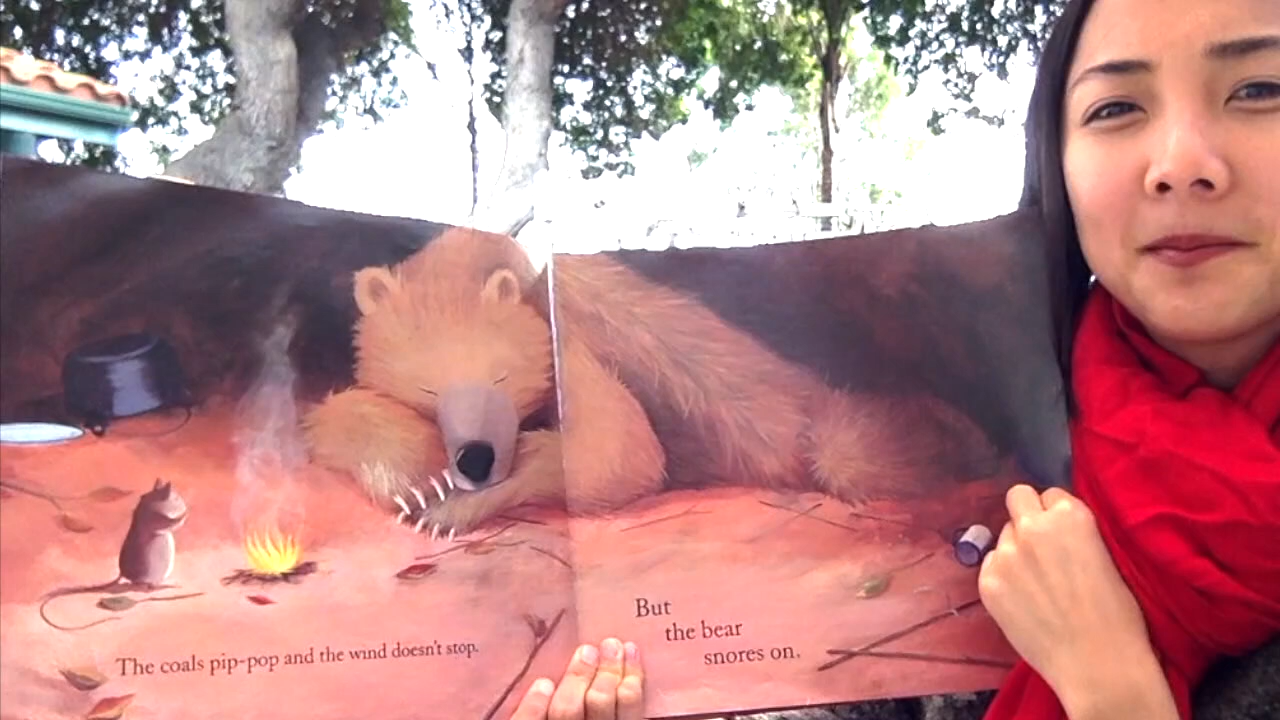 The coals pip-pop and the wind doesn't stop.
But
the bear
snores on.